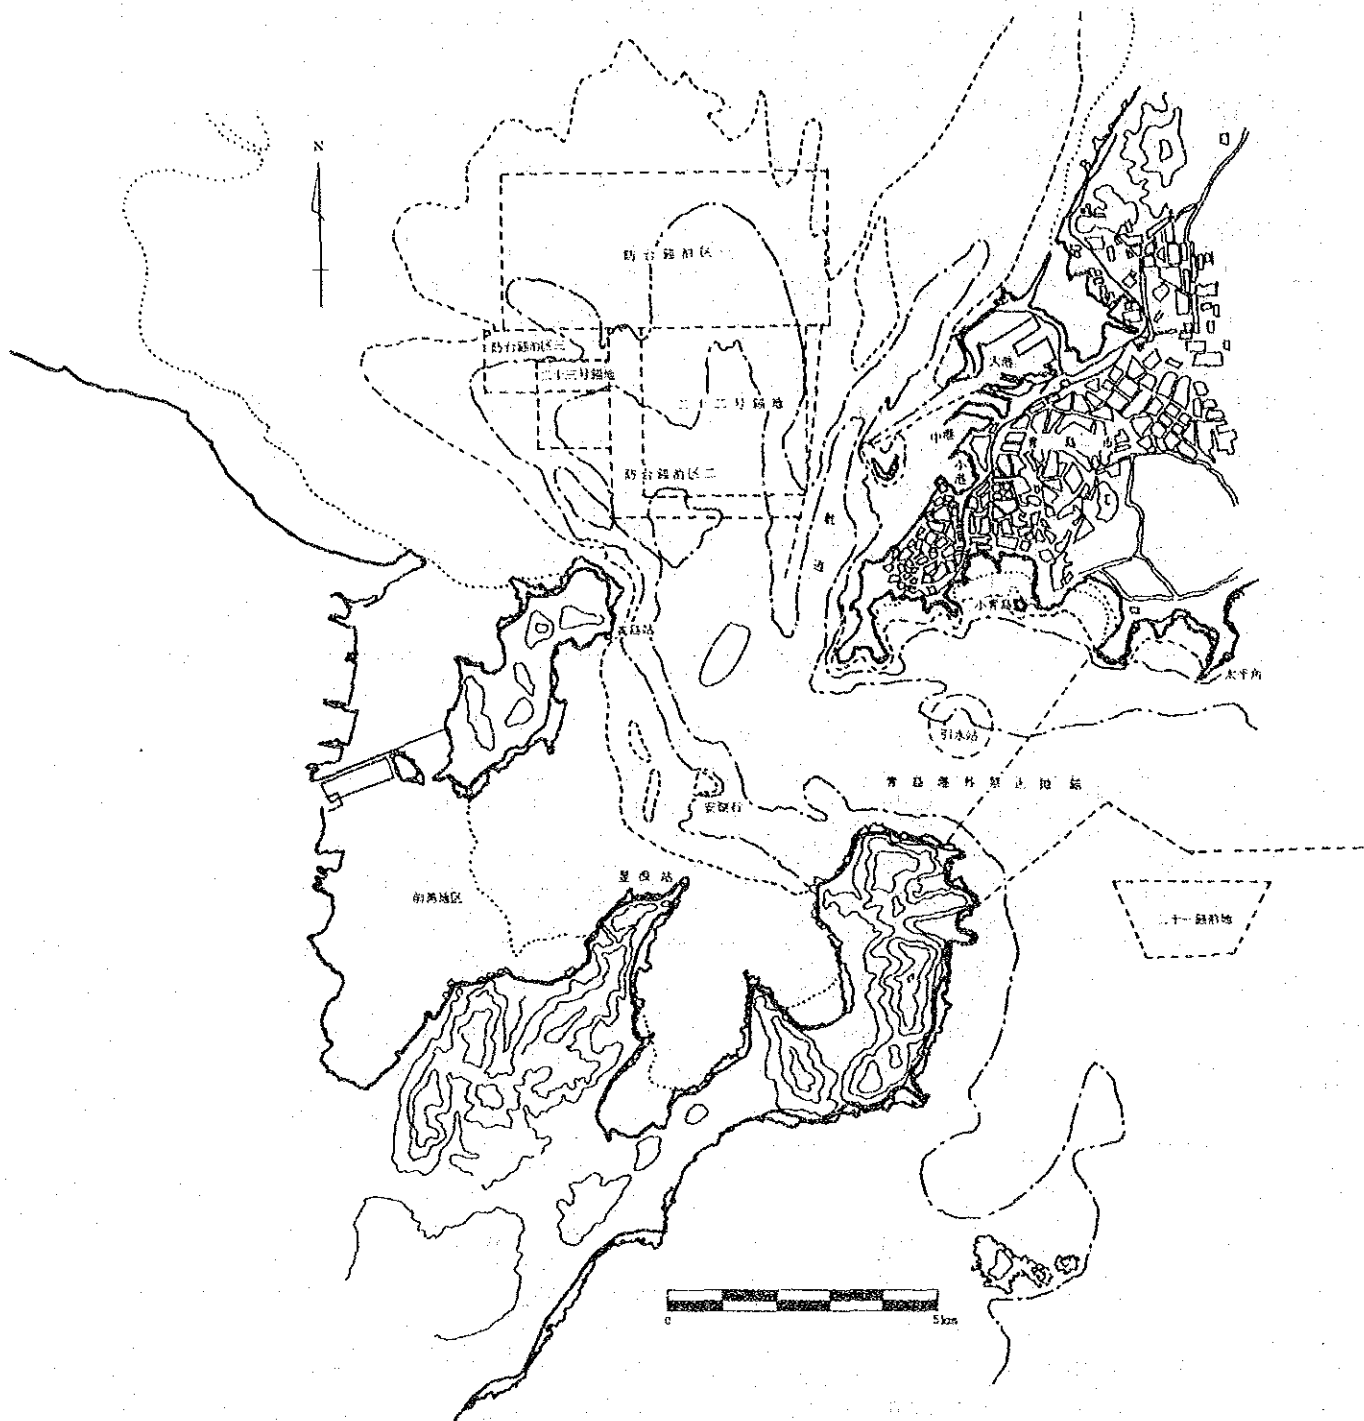 N
防台锚泊区一
防台锚泊区三
二十三号锚地
大港
二十二号锚地
中港
青岛市
小港
防台锚泊区二
航道
小青岛
黄岛站
太平角
引水站
青岛港外禁止抛锚
安湖石
显浪站
前湾地区
二十一锚泊地
0
5km